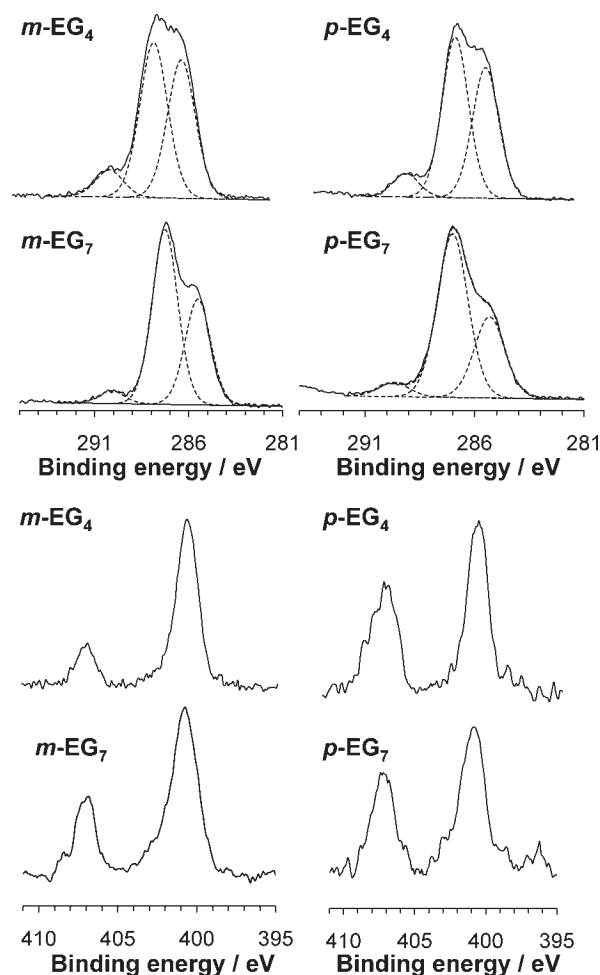 m-EG₄ p-EG₄
m-EG₇ p-EG₇
291 286 281 291 286 281
Binding energy / eV Binding energy / eV
m-EG₄ p-EG₄
m-EG₇ p-EG₇
410 405 400 395 410 405 400 395
Binding energy / eV Binding energy / eV